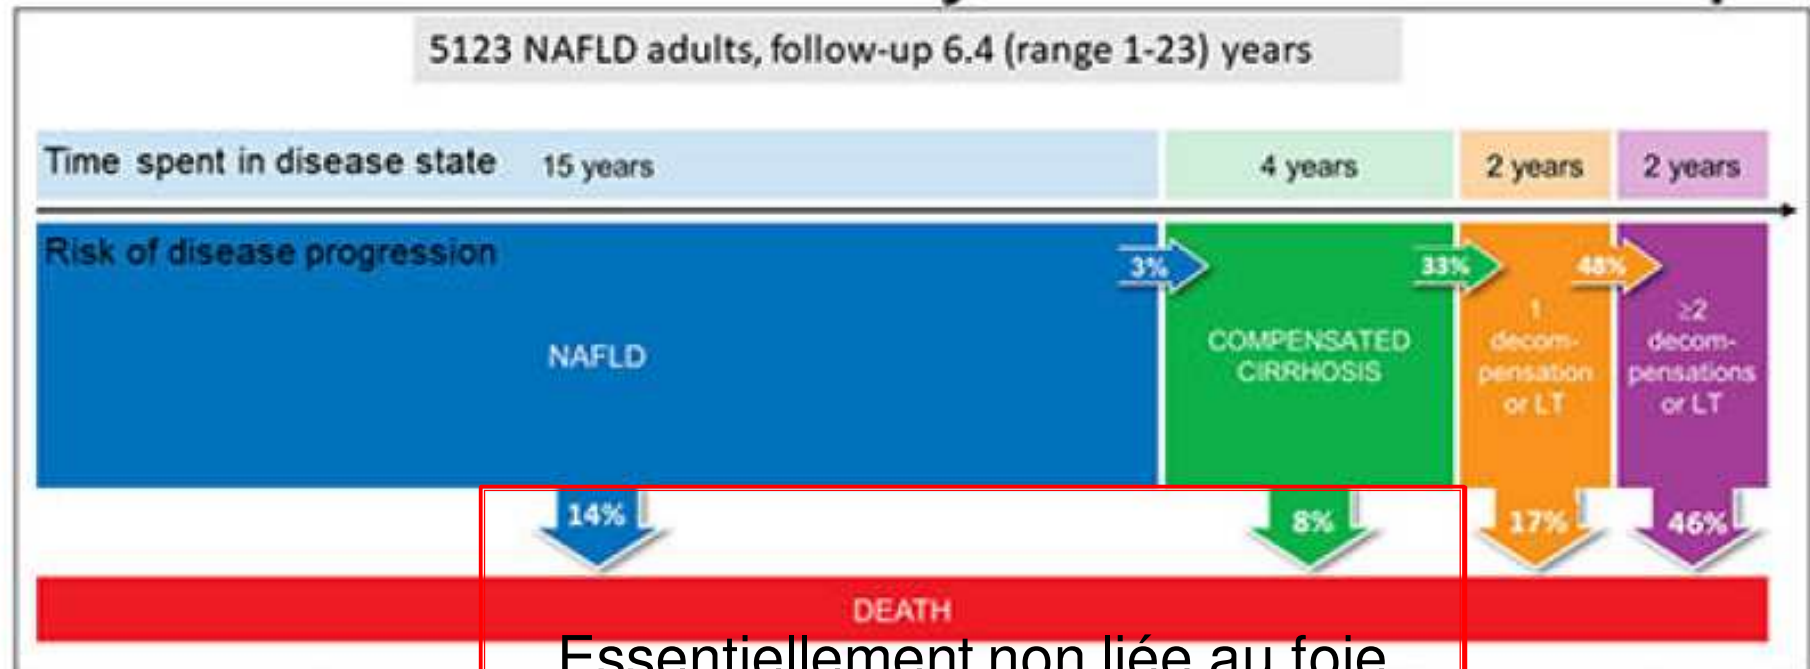 5123 NAFLD adults, follow-up 6.4 (range 1-23) years
Time spent in disease state 15 years 4 years 2 years 2 years
Risk of disease progression
3% 33% 48%
NAFLD
COMPENSATED
CIRRHOSIS
1
decom-
pensation
or LT
≥2
decom-
pensations
or LT
14% 8% 17% 46%
DEATH
Essentiellement non liée au foie